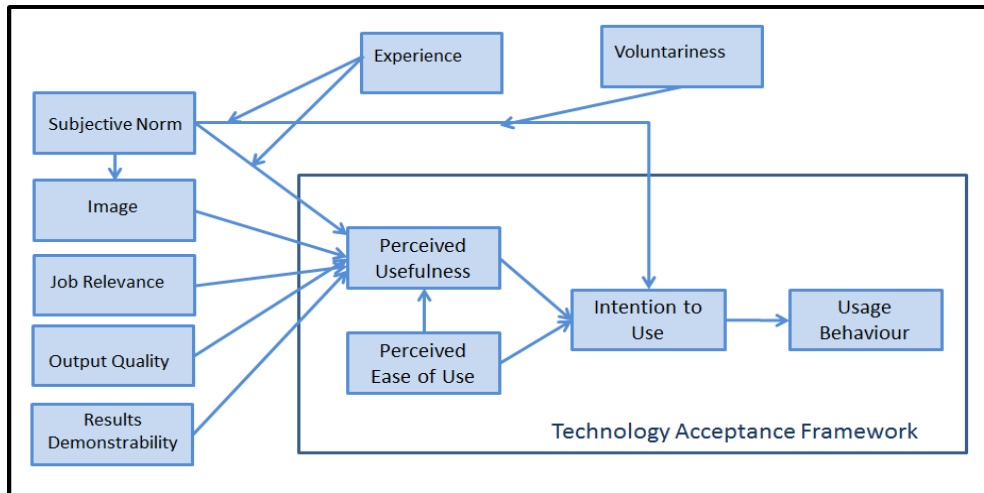 Experience
Voluntariness
Subjective Norm
Image
Job Relevance
Output Quality
Results
Demonstrability
Perceived
Usefulness
Perceived
Ease of Use
Intention to
Use
Usage
Behaviour
Technology Acceptance Framework